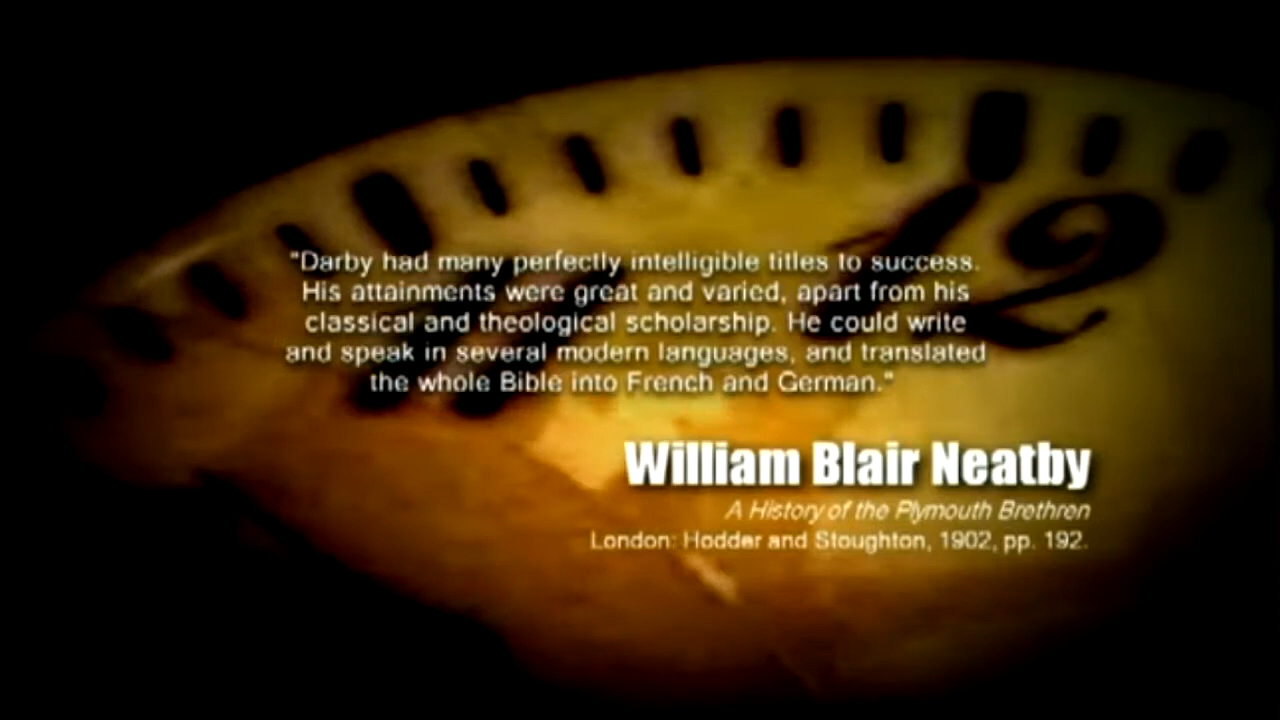 "Darby had many perfectly intelligible titles to success.
His attainments were great and varied, apart from his
classical and theological scholarship. He could write
and speak in several modern languages, and translated
the whole Bible into French and German."
William Blair Neatby
A History of the Plymouth Brethren
London: Hodder and Stoughton, 1902, pp. 192.
12